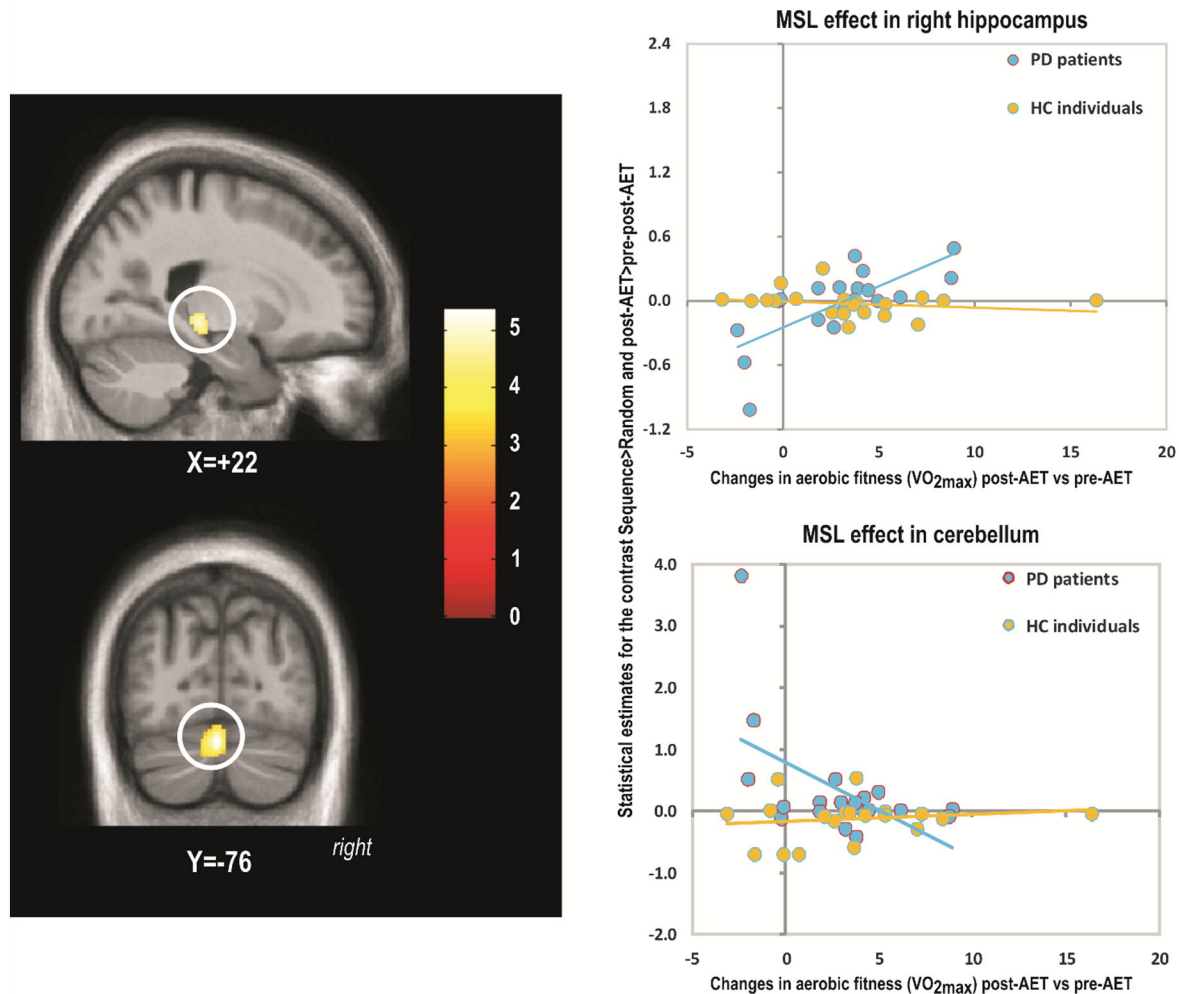 X=+22
Y=-76
right
5
4
3
2
1
0
MSL effect in right hippocampus
PD patients
HC individuals
2.4
1.8
1.2
0.6
0.0
-0.6
-1.2
-5
0
5
10
15
20
Changes in aerobic fitness (VO2max) post-AET vs pre-AET
Statistical estimates for the contrast Sequence>Random and post-AET>pre-post-AET
MSL effect in cerebellum
PD patients
HC individuals
4.0
3.0
2.0
1.0
0.0
-1.0
-2.0
-5
0
5
10
15
20
Changes in aerobic fitness (VO2max) post-AET vs pre-AET